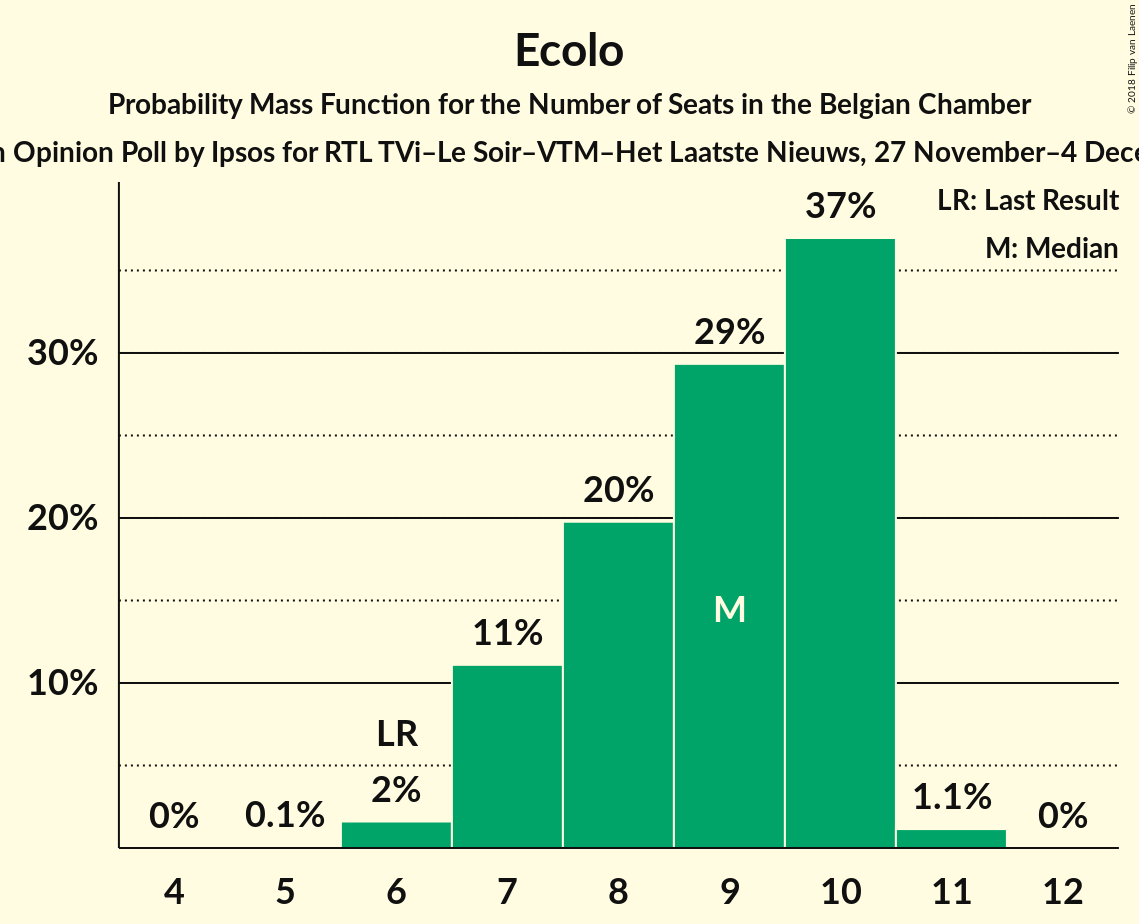 Ecolo
Probability Mass Function for the Number of Seats in the Belgian Chamber
Opinion Poll by Ipsos for RTL TVi–Le Soir–VTM–Het Laatste Nieuws, 27 November–4
© 2018 Filip van Laenen
LR: Last Result
M: Median
37%
29%
30%
20%
20%
M
11%
10%
LR
2%
0%
0.1%
1.1%
0%
4 5 6 7 8 9 10 11 12